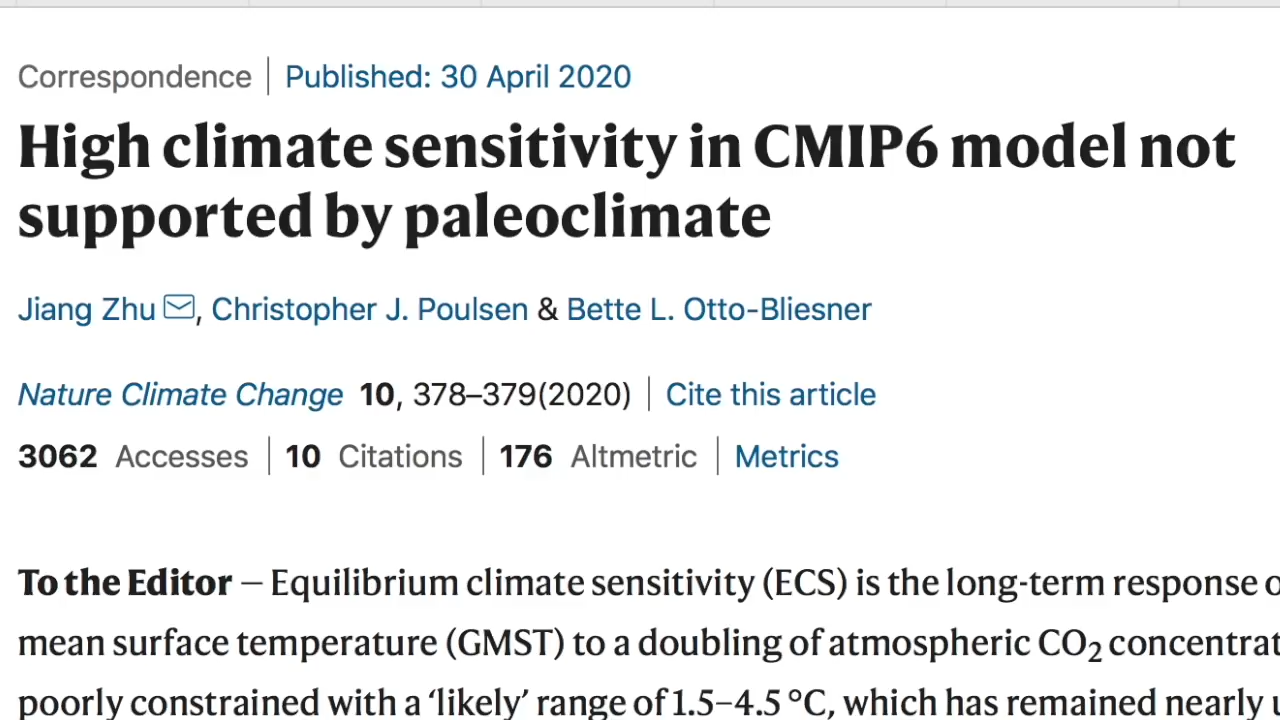 Correspondence | Published: 30 April 2020
High climate sensitivity in CMIP6 model not
supported by paleoclimate
Jiang Zhu, Christopher J. Poulsen & Bette L. Otto-Bliesner
Nature Climate Change 10, 378–379(2020) | Cite this article
3062 Accesses | 10 Citations | 176 Altmetric | Metrics
To the Editor — Equilibrium climate sensitivity (ECS) is the long-term response
mean surface temperature (GMST) to a doubling of atmospheric CO₂
poorly constrained with a ‘likely’ range of 1.5–4.5 °C, which has remained nearly